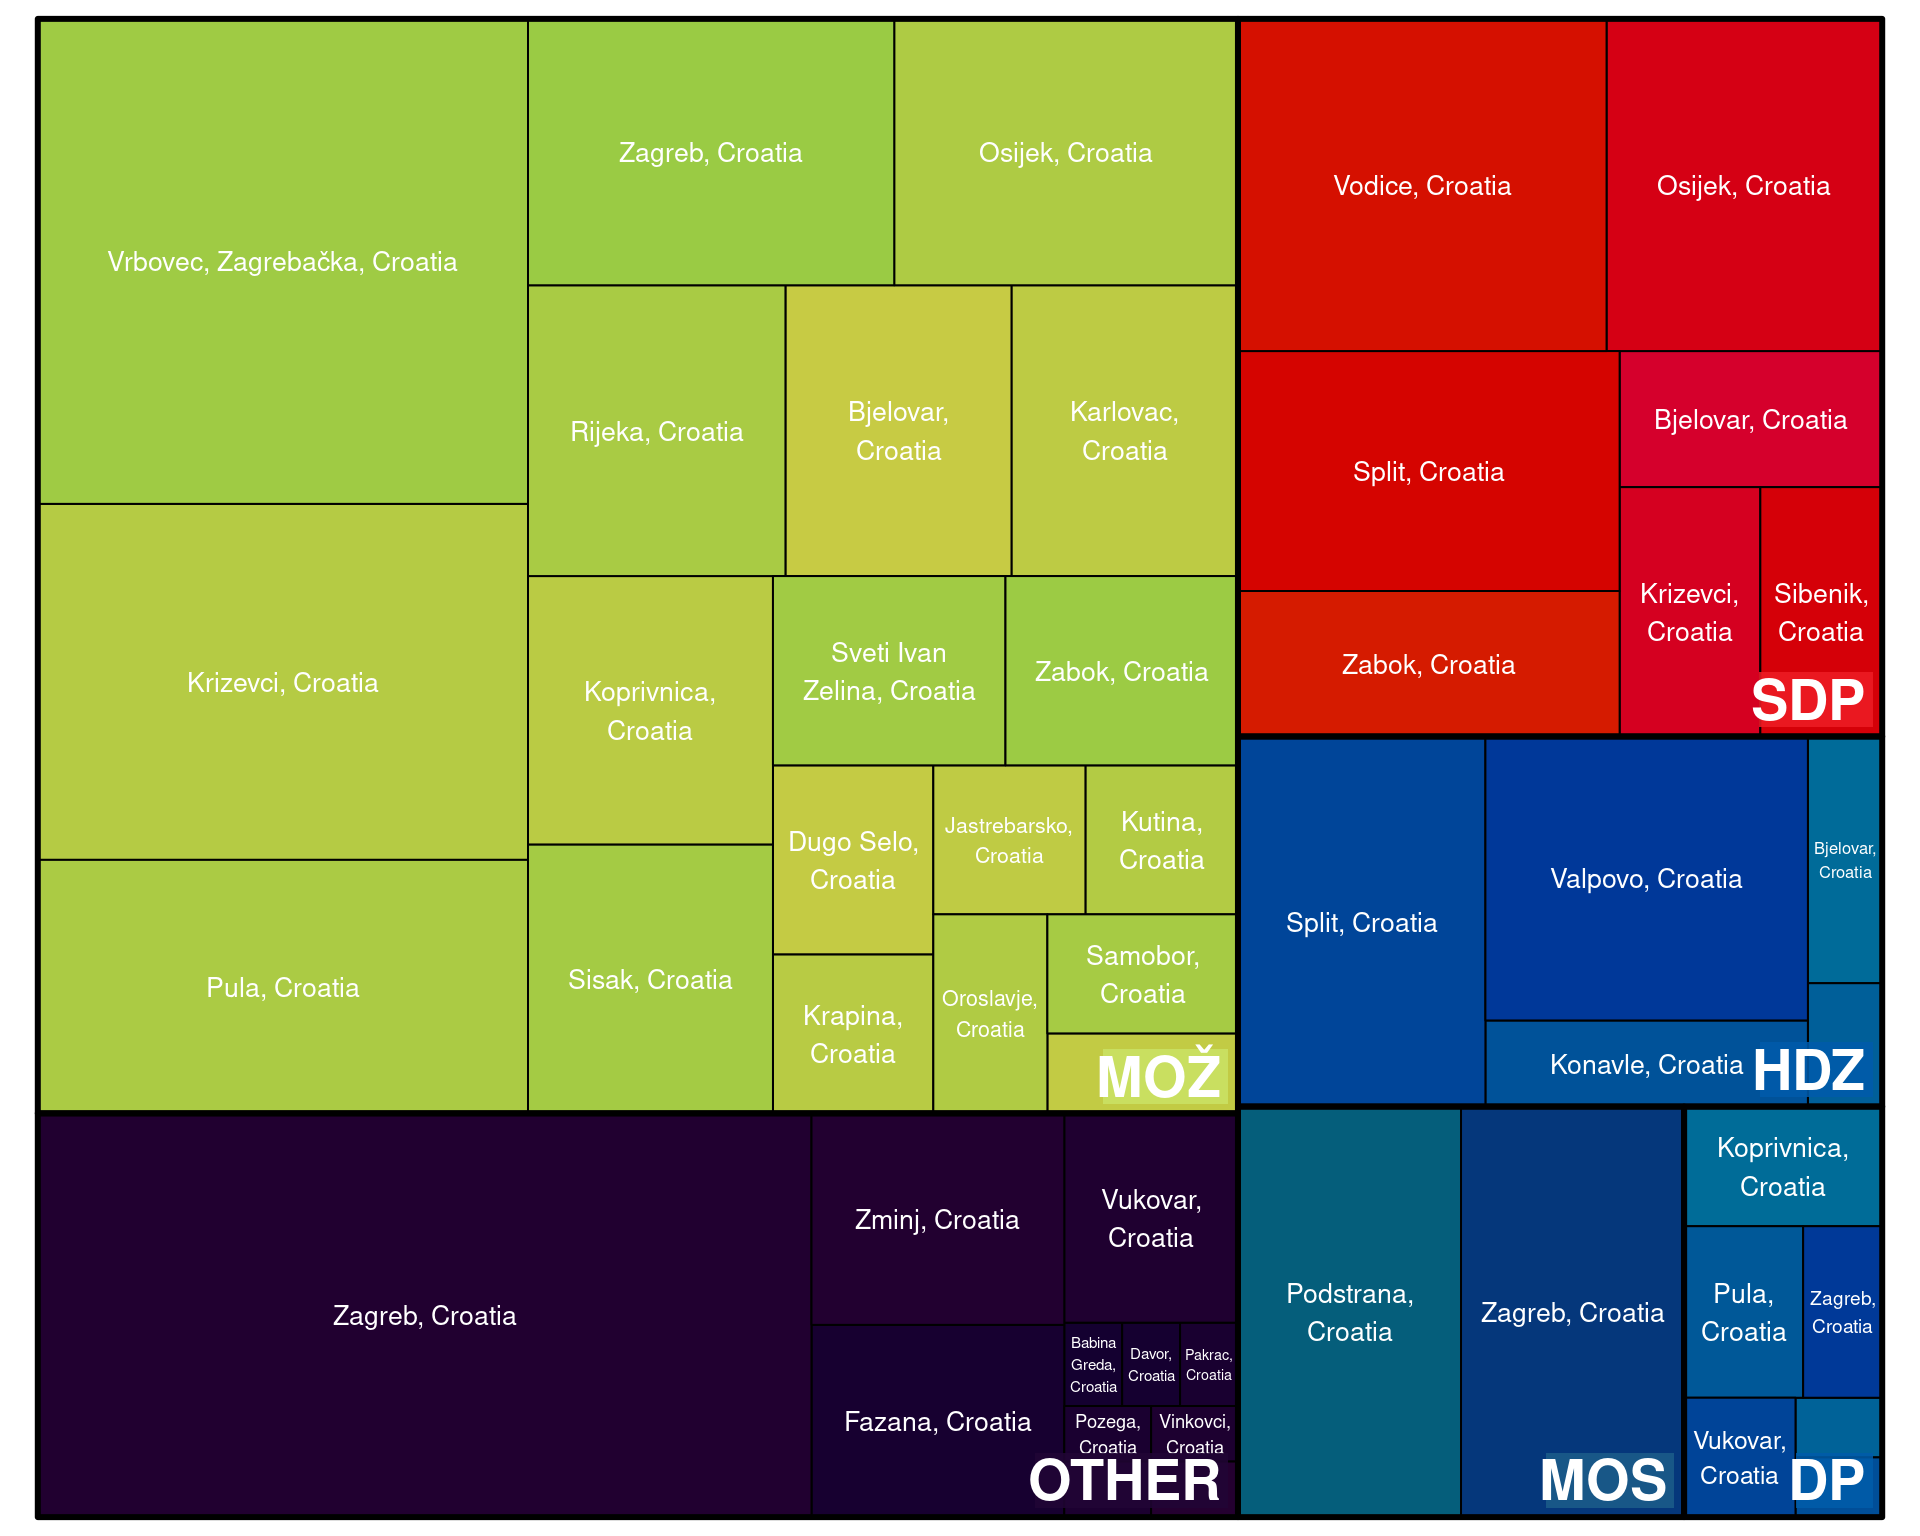 Vrbovec, Zagrebačka, Croatia
Zagreb, Croatia
Osijek, Croatia
Rijeka, Croatia
Bjelovar,
Croatia
Karlovac,
Croatia
Krizevci, Croatia
Pula, Croatia
Koprivnica,
Croatia
Sisak, Croatia
Sveti Ivan
Zelina, Croatia
Zabok, Croatia
Dugo Selo,
Croatia
Jastrebarsko,
Croatia
Kutina,
Croatia
Krapina,
Croatia
Oroslavje,
Croatia
Samobor,
Croatia
MOŽ
Vodice, Croatia
Osijek, Croatia
Split, Croatia
Bjelovar, Croatia
Zabok, Croatia
Krizevci,
Croatia
Sibenik,
Croatia
SDP
Split, Croatia
Valpovo, Croatia
Bjelovar,
Croatia
Konavle, Croatia
HDZ
Zagreb, Croatia
Zminj, Croatia
Vukovar,
Croatia
Fazana, Croatia
Babina
Greda,
Croatia
Davor,
Croatia
Pakrac,
Croatia
Pozega,
Croatia
Vinkovci,
Croatia
OTHER
Podstrana,
Croatia
Zagreb, Croatia
MOS
Koprivnica,
Croatia
Pula,
Croatia
Zagreb,
Croatia
Vukovar,
Croatia
DP